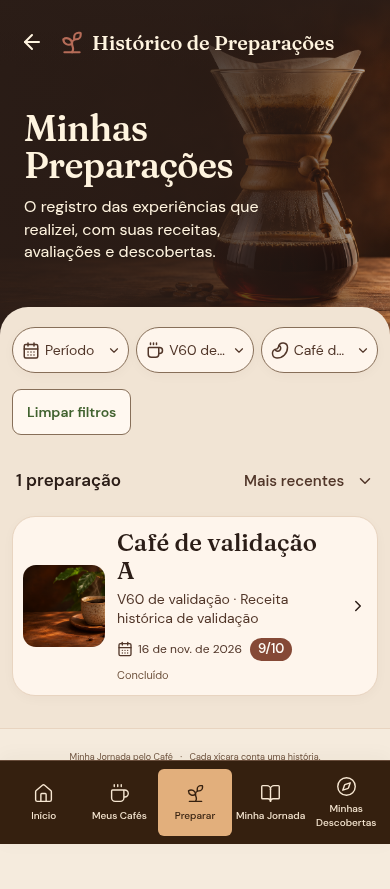 Histórico de Preparações
Minhas
Preparações
O registro das experiências que
realizei, com suas receitas,
avaliações e descobertas.
Período
V60 de...
Café d...
Limpar filtros
1 preparação
Mais recentes
Café de validação
A
V60 de validação · Receita
histórica de validação
16 de nov. de 2026
9/10
Concluído
Minha Jornada pelo Café · Cada xícara conta uma história.
Início
Meus Cafés
Preparar
Minha Jornada
Minhas
Descobertas